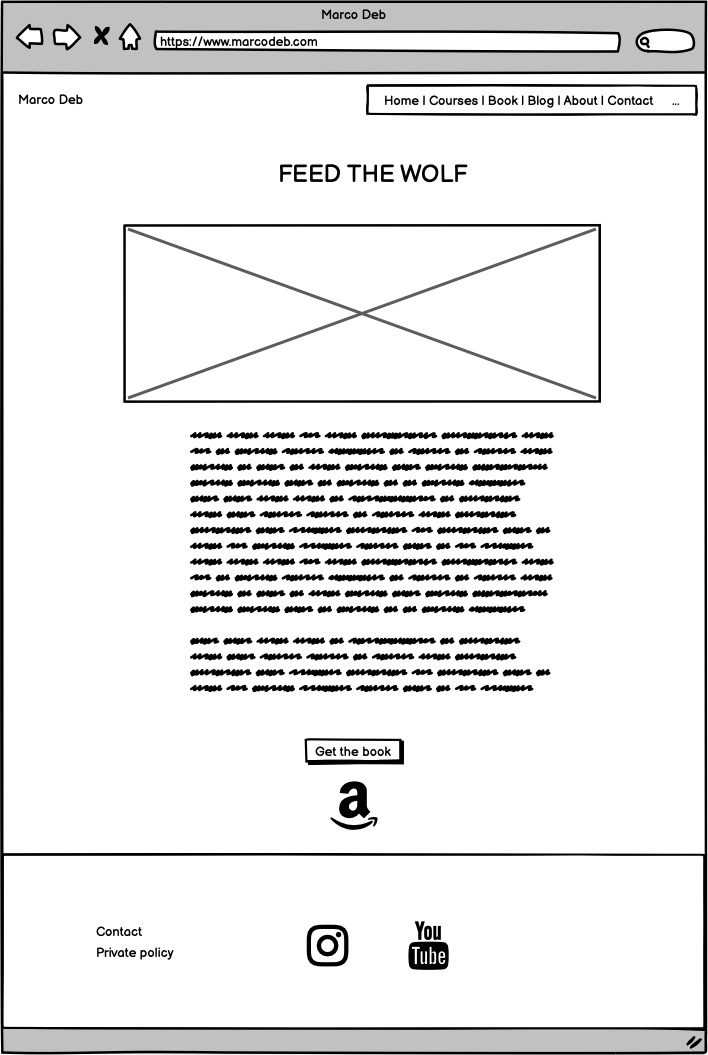 Marco Deb
https://www.marcodeb.com
Marco Deb
Home | Courses | Book | Blog | About | Contact ...
FEED THE WOLF
Get the book
a
Contact
Private policy
You
Tube